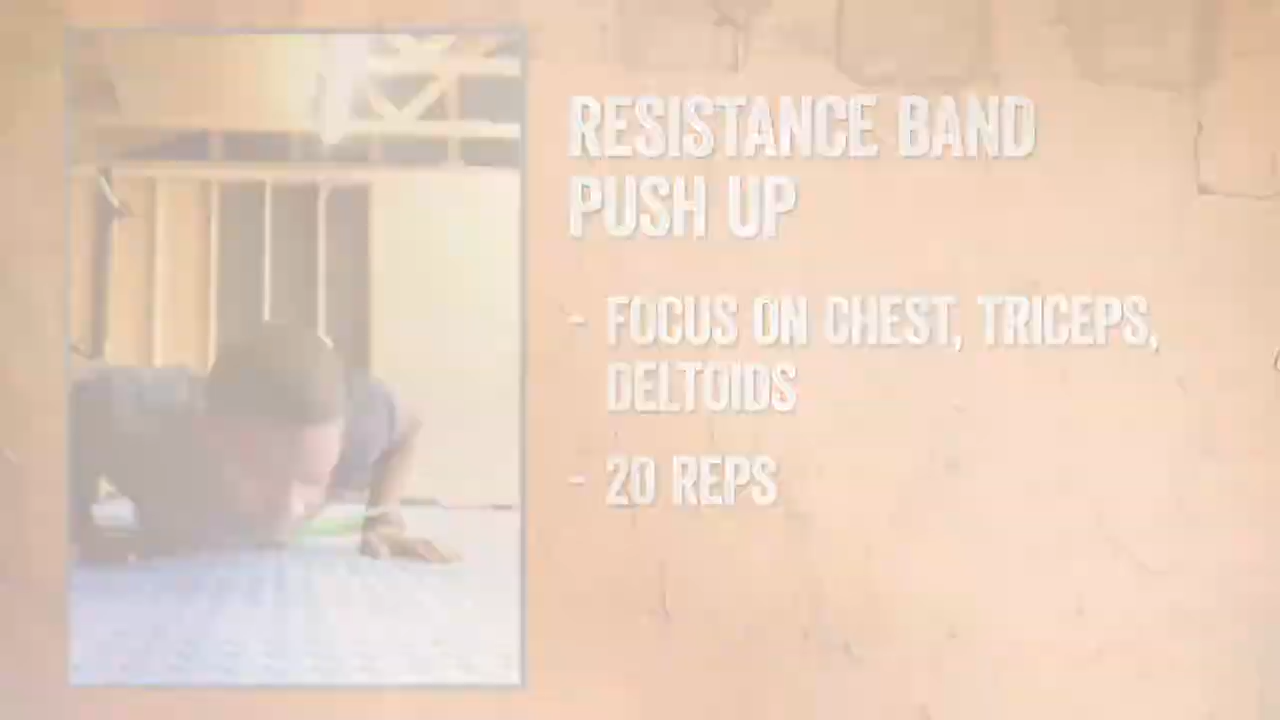 RESISTANCE BAND
PUSH UP
- FOCUS ON CHEST, TRICEPS,
DELTOIDS
- 20 REPS